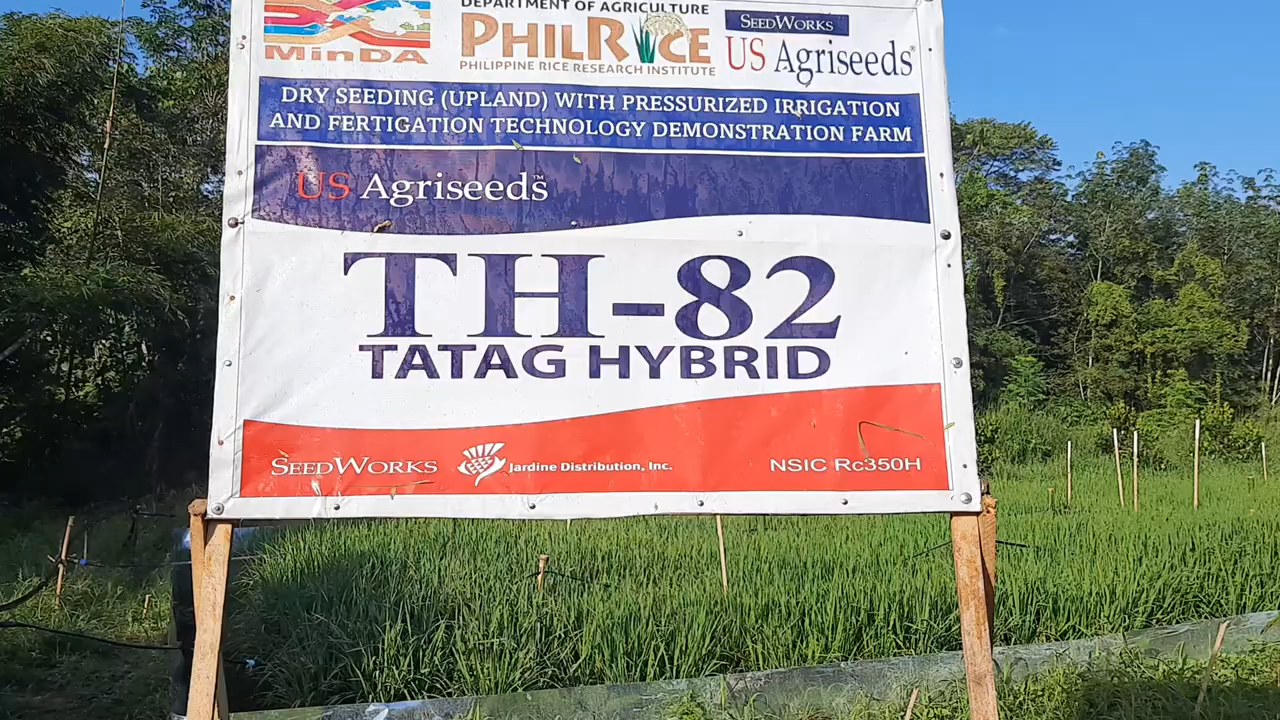 DEPARTMENT OF AGRICULTURE
MinDA
PHILRICE
PHILIPPINE RICE RESEARCH INSTITUTE
SEEDWORKS
US Agriseeds®
DRY SEEDING (UPLAND) WITH PRESSURIZED IRRIGATION
AND FERTIGATION TECHNOLOGY DEMONSTRATION FARM
US Agriseeds™
TH-82
TATAG HYBRID
SEEDWORKS
Jardine Distribution, Inc.
NSIC Rc350H